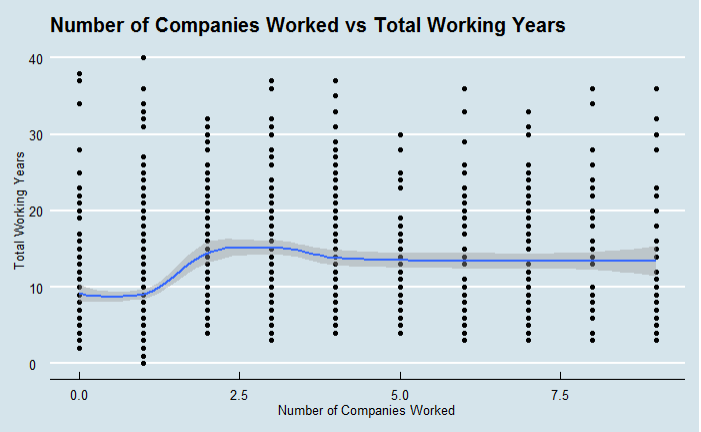 Number of Companies Worked vs Total Working Years
Total Working Years
40
30
20
10
0
0.0 2.5 5.0 7.5
Number of Companies Worked